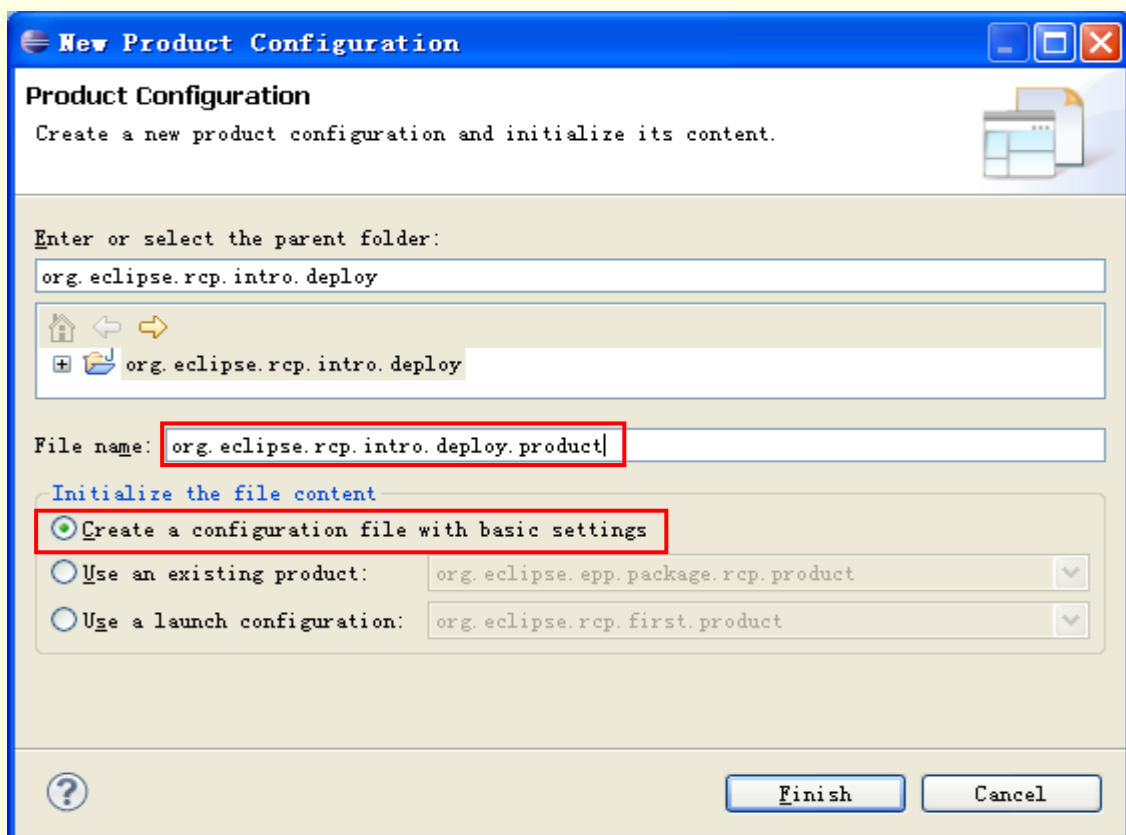 New Product Configuration
Product Configuration
Create a new product configuration and initialize its content.
Enter or select the parent folder:
org.eclipse.rcp.intro.deploy
org.eclipse.rcp.intro.deploy
File name: org.eclipse.rcp.intro.deploy.product
Initialize the file content
Create a configuration file with basic settings
Use an existing product: org.eclipse.epp.package.rcp.product
Use a launch configuration: org.eclipse.rcp.first.product
Finish Cancel